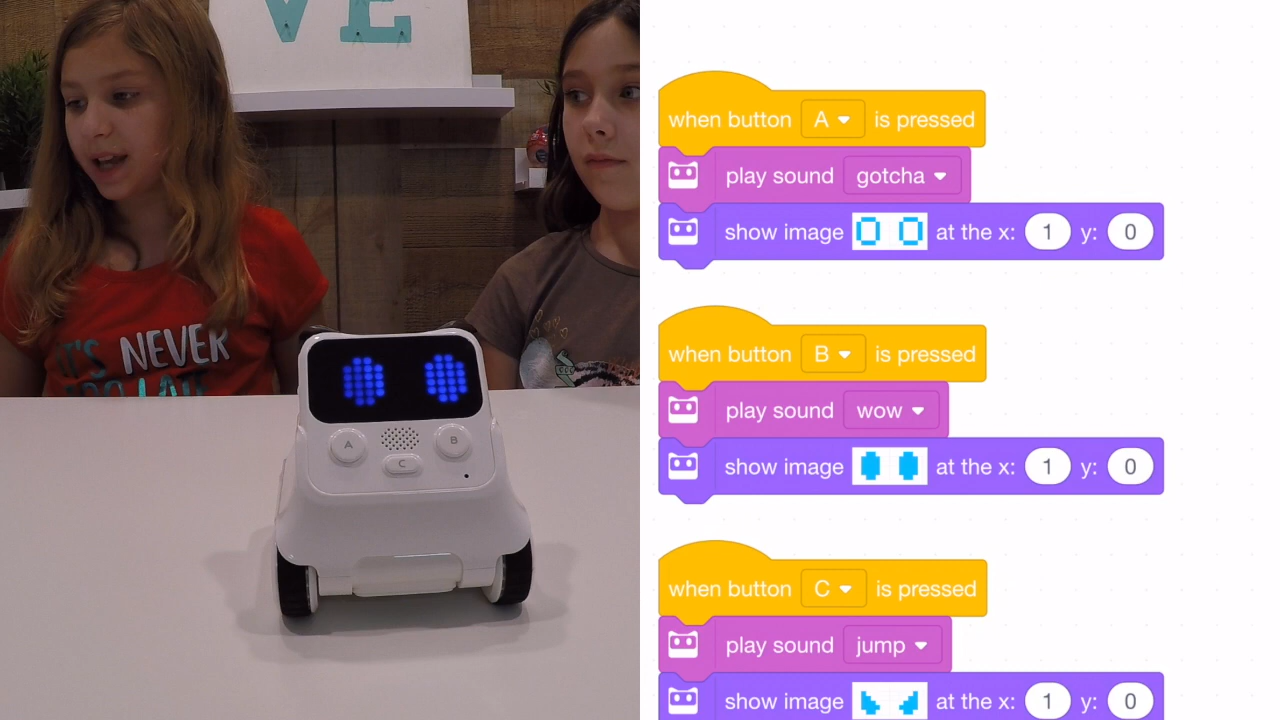 VE
IT'S NEVER
A
B
C
when button A is pressed
play sound gotcha
show image at the x: 1 y: 0
when button B is pressed
play sound wow
show image at the x: 1 y: 0
when button C is pressed
play sound jump
show image at the x: 1 y: 0